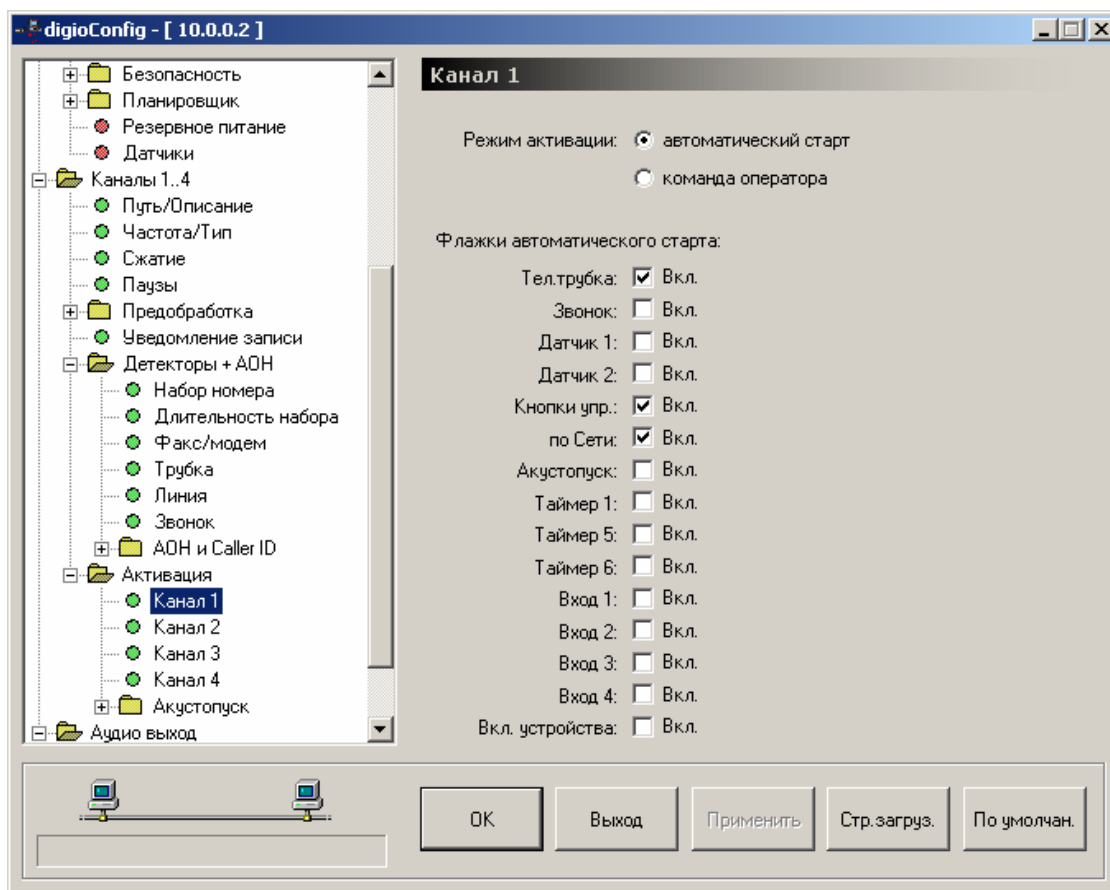 digioConfig - [ 10.0.0.2 ]
Безопасность
Планировщик
Резервное питание
Датчики
Каналы 1..4
Путь/Описание
Частота/Тип
Сжатие
Паузы
Предобработка
Уведомление записи
Детекторы + АОН
Набор номера
Длительность набора
Факс/модем
Трубка
Линия
Звонок
АОН и Caller ID
Активация
Канал 1
Канал 2
Канал 3
Канал 4
Акустопуск
Аудио выход
Канал 1
Режим активации: автоматический старт
команда оператора
Флажки автоматического старта:
Тел.трубка: Вкл.
Звонок: Вкл.
Датчик 1: Вкл.
Датчик 2: Вкл.
Кнопки упр.: Вкл.
по Сети: Вкл.
Акустопуск: Вкл.
Таймер 1: Вкл.
Таймер 5: Вкл.
Таймер 6: Вкл.
Вход 1: Вкл.
Вход 2: Вкл.
Вход 3: Вкл.
Вход 4: Вкл.
Вкл. устройства: Вкл.
OK Выход Применить Стр.загруз. По умолчан.